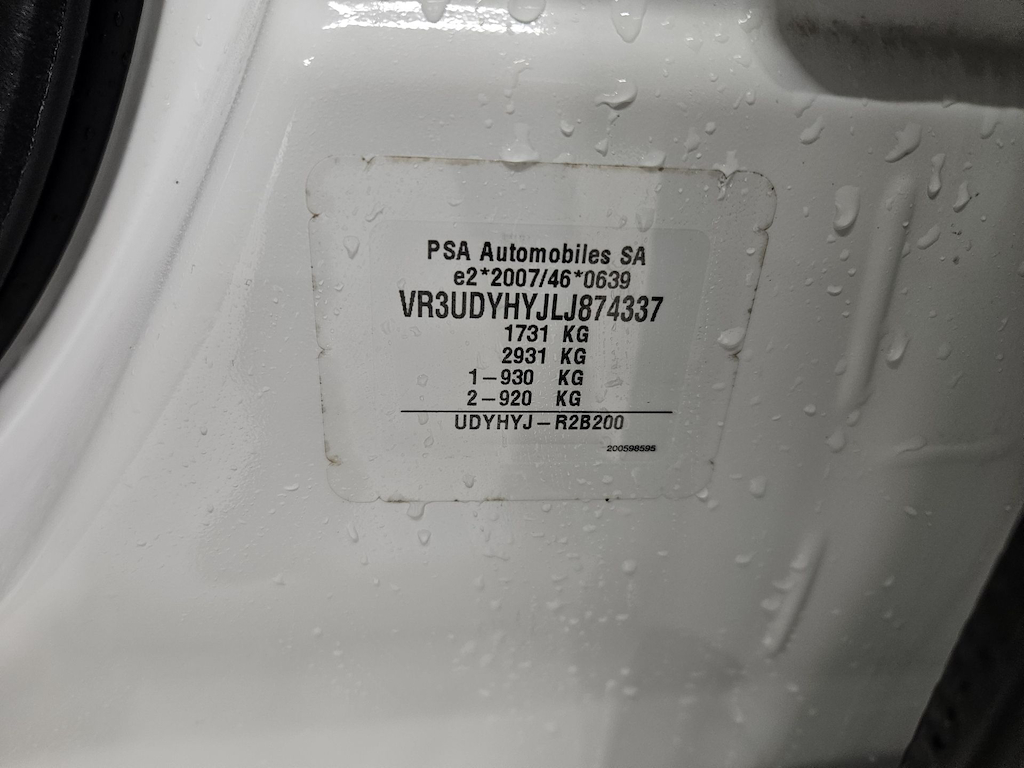 PSA Automobiles SA
e2*2007/46*0639
VR3UDYHYJLJ874337
1731 KG
2931 KG
1-930 KG
2-920 KG
UDYHYJ-R2B200
200598595